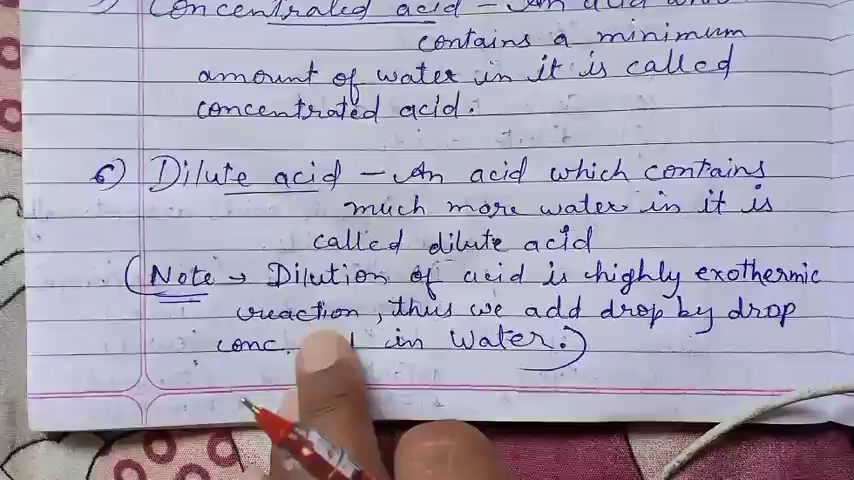 Concentrated acid - An acid
contains a minimum
amount of water in it is called
concentrated acid.
6) Dilute acid - An acid which contains
much more water in it is
called dilute acid
(Note → Dilution of acid is highly exothermic
reaction, thus we add drop by drop
conc. in water.)